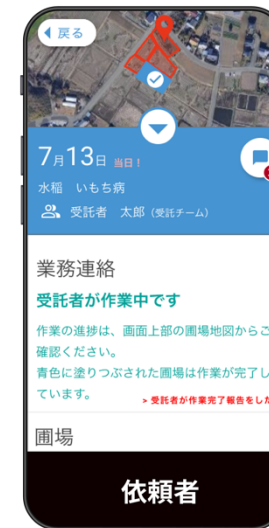 戻る
7月13日 当日！
水稲 いもち病
受託者 太郎（受託チーム）
業務連絡
受託者が作業中です
作業の進捗は、画面上部の圃場地図からご
確認ください。
青色に塗りつぶされた圃場は作業が完了し
ています。
> 受託者が作業完了報告をした
圃場
依頼者